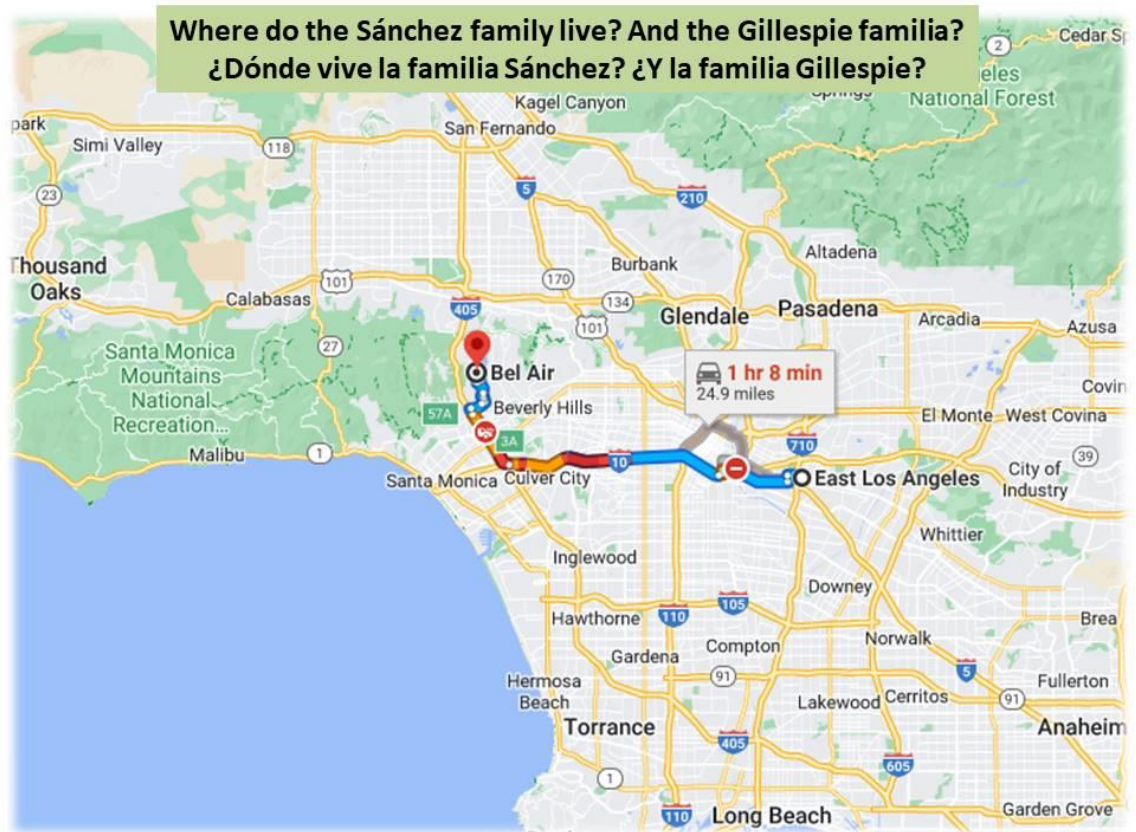 Where do the Sánchez family live? And the Gillespie familia?
¿Dónde vive la familia Sánchez? ¿Y la familia Gillespie?
2
Cedar Sp
eles
National Forest
Kagel Canyon
park
San Fernando
Simi Valley
118
23
5
210
Thousand
Oaks
Altadena
Burbank
101
170
Calabasas
134
405
Glendale
Pasadena
101
Arcadia
Azusa
27
Santa Monica
Mountains
National
Recreation...
Bel Air
1 hr 8 min
24.9 miles
Covin
57A
Beverly Hills
El Monte
West Covina
3A
710
Malibu
1
10
39
Santa Monica
Culver City
East Los Angeles
City of
Industry
Whittier
Inglewood
Downey
105
110
Hawthorne
Brea
Compton
Norwalk
Gardena
91
5
Hermosa
Beach
Fullerton
Lakewood
Cerritos
91
Torrance
Anaheim
405
605
1
110
Long Beach
Garden Grove